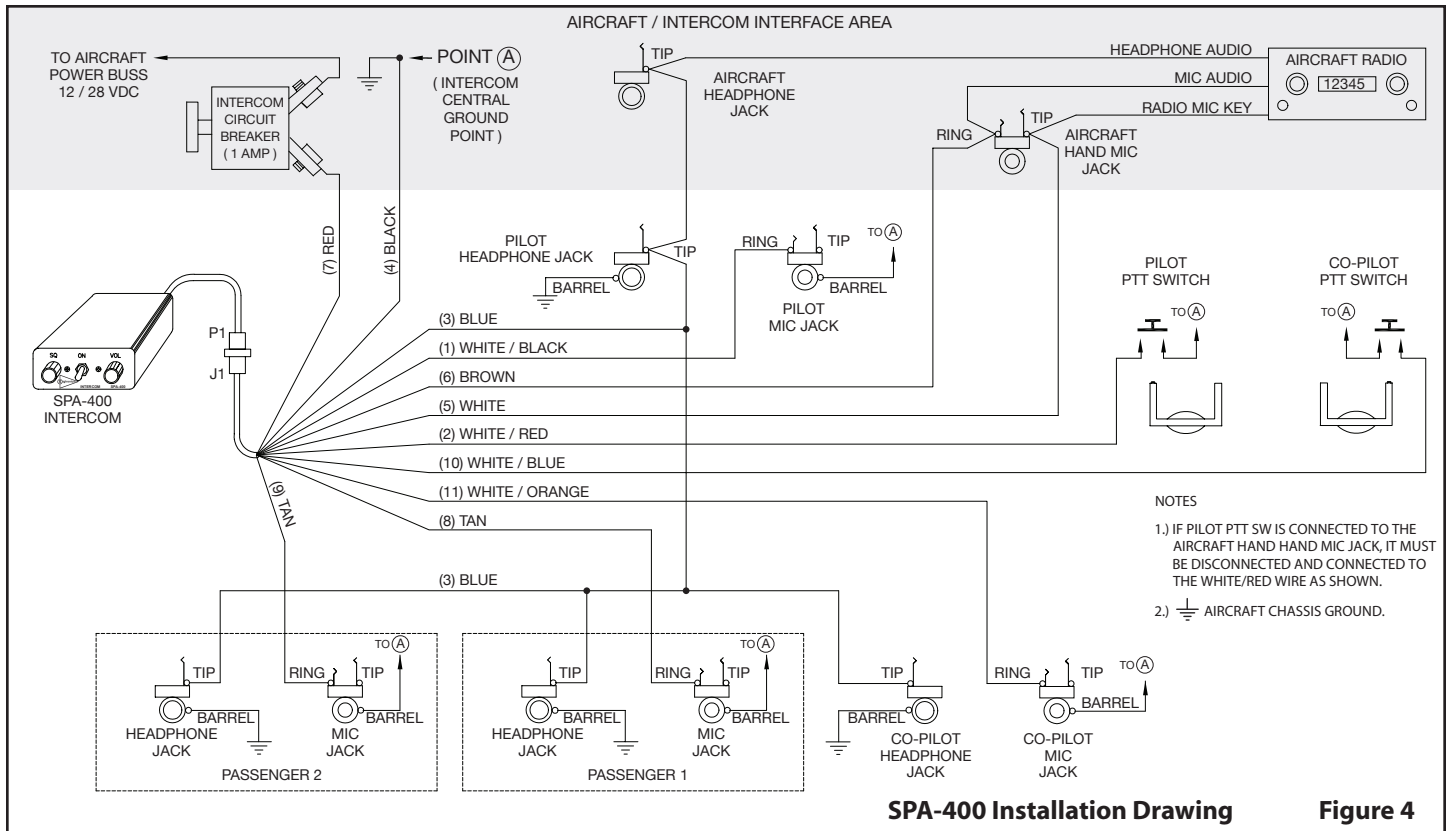 AIRCRAFT / INTERCOM INTERFACE AREA
TO AIRCRAFT
POWER BUSS
12 / 28 VDC
INTERCOM
CIRCUIT
BREAKER
( 1 AMP )
POINT A
( INTERCOM
CENTRAL
GROUND
POINT )
TIP
AIRCRAFT
HEADPHONE
JACK
HEADPHONE AUDIO
MIC AUDIO
RADIO MIC KEY
AIRCRAFT RADIO
12345
RING
TIP
AIRCRAFT
HAND MIC
JACK
(7) RED
(4) BLACK
PILOT
HEADPHONE JACK
TIP
BARREL
RING
TIP
TO A
BARREL
PILOT
MIC JACK
PILOT
PTT SWITCH
TO A
CO-PILOT
PTT SWITCH
TO A
P1
J1
SQ ON VOL
INTERCOM SPA-400
SPA-400
INTERCOM
(3) BLUE
(1) WHITE / BLACK
(6) BROWN
(5) WHITE
(2) WHITE / RED
(10) WHITE / BLUE
(11) WHITE / ORANGE
(8) TAN
(9) TAN
(3) BLUE
NOTES
1.) IF PILOT PTT SW IS CONNECTED TO THE
AIRCRAFT HAND HAND MIC JACK, IT MUST
BE DISCONNECTED AND CONNECTED TO
THE WHITE/RED WIRE AS SHOWN.
2.) AIRCRAFT CHASSIS GROUND.
TIP
BARREL
HEADPHONE
JACK
RING
TIP
TO A
BARREL
MIC
JACK
PASSENGER 2
TIP
BARREL
HEADPHONE
JACK
RING
TIP
TO A
BARREL
MIC
JACK
PASSENGER 1
TIP
BARREL
CO-PILOT
HEADPHONE
JACK
RING
TIP
TO A
BARREL
CO-PILOT
MIC
JACK
SPA-400 Installation Drawing
Figure 4